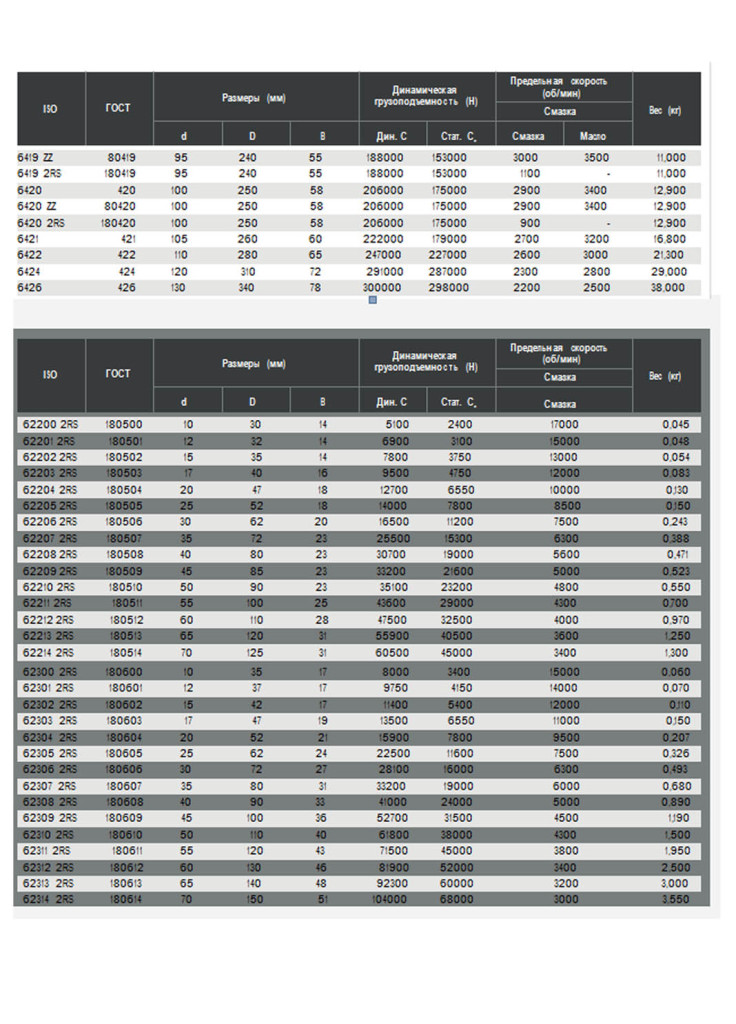 ISO ГОСТ Размеры (мм) Динамическая грузоподъемность (Н) Предельная скорость (об/мин) Вес (кг)
Смазка
d D B Дин. C Стат. C₀ Смазка Масло
6419 ZZ 80419 95 240 55 188000 153000 3000 3500 11,000
6419 2RS 180419 95 240 55 188000 153000 1100 - 11,000
6420 420 100 250 58 206000 175000 2900 3400 12,900
6420 ZZ 80420 100 250 58 206000 175000 2900 3400 12,900
6420 2RS 180420 100 250 58 206000 175000 900 - 12,900
6421 421 105 260 60 222000 179000 2700 3200 16,800
6422 422 110 280 65 247000 227000 2600 3000 21,300
6424 424 120 310 72 291000 287000 2300 2800 29,000
6426 426 130 340 78 300000 298000 2200 2500 38,000
ISO ГОСТ Размеры (мм) Динамическая грузоподъемность (Н) Предельная скорость (об/мин) Вес (кг)
Смазка
d D B Дин. C Стат. C₀ Смазка
62200 2RS 180500 10 30 14 5100 2400 17000 0,045
62201 2RS 180501 12 32 14 6900 3100 15000 0,048
62202 2RS 180502 15 35 14 7800 3750 13000 0,054
62203 2RS 180503 17 40 16 9500 4750 12000 0,083
62204 2RS 180504 20 47 18 12700 6550 10000 0,130
62205 2RS 180505 25 52 18 14000 7800 8500 0,150
62206 2RS 180506 30 62 20 16500 11200 7500 0,243
62207 2RS 180507 35 72 23 25500 15300 6300 0,388
62208 2RS 180508 40 80 23 30700 19000 5600 0,471
62209 2RS 180509 45 85 23 33200 21600 5000 0,523
62210 2RS 180510 50 90 23 35100 23200 4800 0,550
62211 2RS 180511 55 100 25 43600 29000 4300 0,700
62212 2RS 180512 60 110 28 47500 32500 4000 0,970
62213 2RS 180513 65 120 31 55900 40500 3600 1,250
62214 2RS 180514 70 125 31 60500 45000 3400 1,300
62300 2RS 180600 10 35 17 8000 3400 15000 0,060
62301 2RS 180601 12 37 17 9750 4150 14000 0,070
62302 2RS 180602 15 42 17 11400 5400 12000 0,110
62303 2RS 180603 17 47 19 13500 6550 11000 0,150
62304 2RS 180604 20 52 21 15900 7800 9500 0,207
62305 2RS 180605 25 62 24 22500 11600 7500 0,326
62306 2RS 180606 30 72 27 28100 16000 6300 0,493
62307 2RS 180607 35 80 31 33200 19000 6000 0,680
62308 2RS 180608 40 90 33 41000 24000 5000 0,890
62309 2RS 180609 45 100 36 52700 31500 4500 1,190
62310 2RS 180610 50 110 40 61800 38000 4300 1,500
62311 2RS 180611 55 120 43 71500 45000 3800 1,950
62312 2RS 180612 60 130 46 81900 52000 3400 2,500
62313 2RS 180613 65 140 48 92300 60000 3200 3,000
62314 2RS 180614 70 150 51 104000 68000 3000 3,550